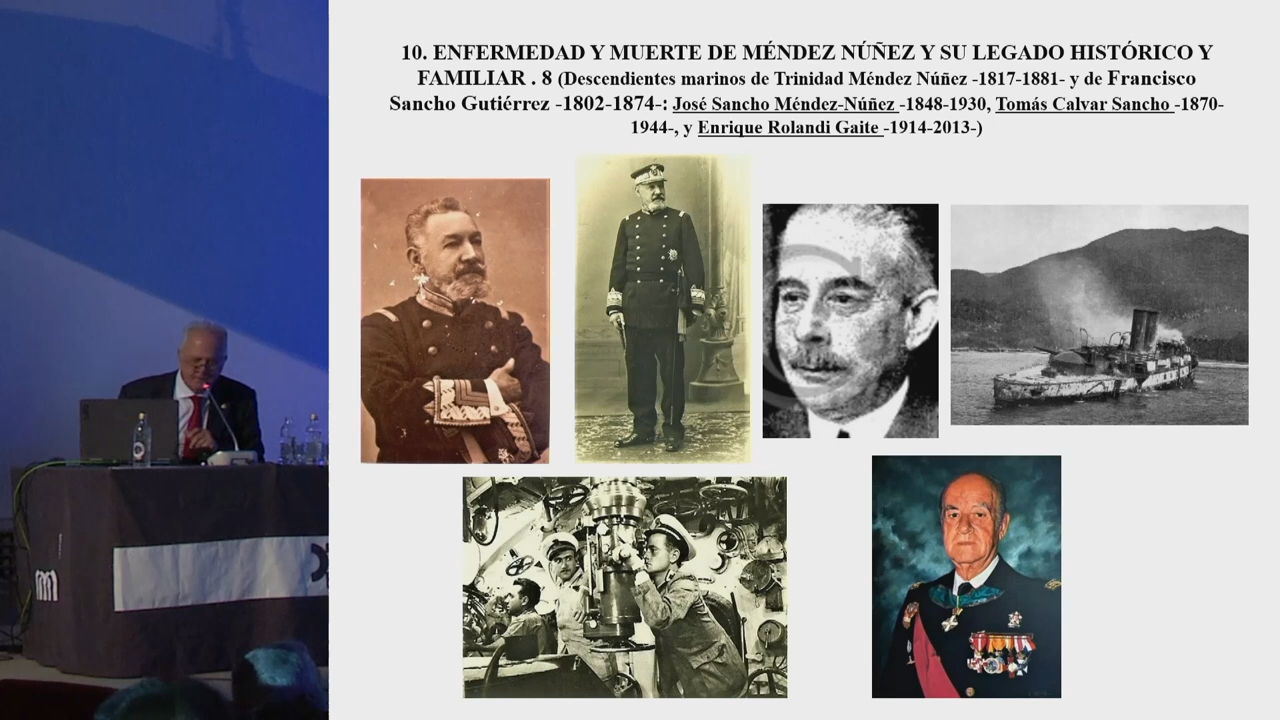 10. ENFERMEDAD Y MUERTE DE MÉNDEZ NÚÑEZ Y SU LEGADO HISTÓRICO Y
FAMILIAR . 8 (Descendientes marinos de Trinidad Méndez Núñez -1817-1881- y de Francisco
Sancho Gutiérrez -1802-1874-: José Sancho Méndez-Núñez -1848-1930, Tomás Calvar Sancho -1870-
1944-, y Enrique Rolandi Gaite -1914-2013-)